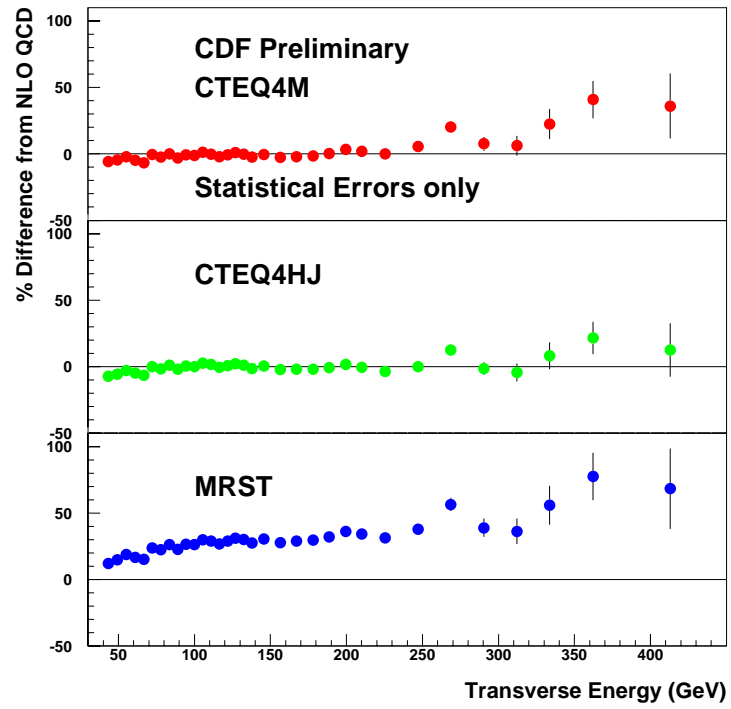 % Difference from NLO QCD
100
50
0
-50
CDF Preliminary
CTEQ4M
Statistical Errors only
100
50
0
-50
CTEQ4HJ
100
50
0
-50
MRST
50 100 150 200 250 300 350 400
Transverse Energy (GeV)